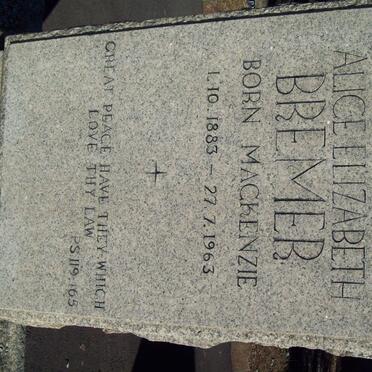 ALICE ELIZABETH
BREMER
BORN MACKENZIE
1.10.1883 – 27.7.1963
GREAT PEACE HAVE THEY WHICH
LOVE THY LAW
PS.119.165